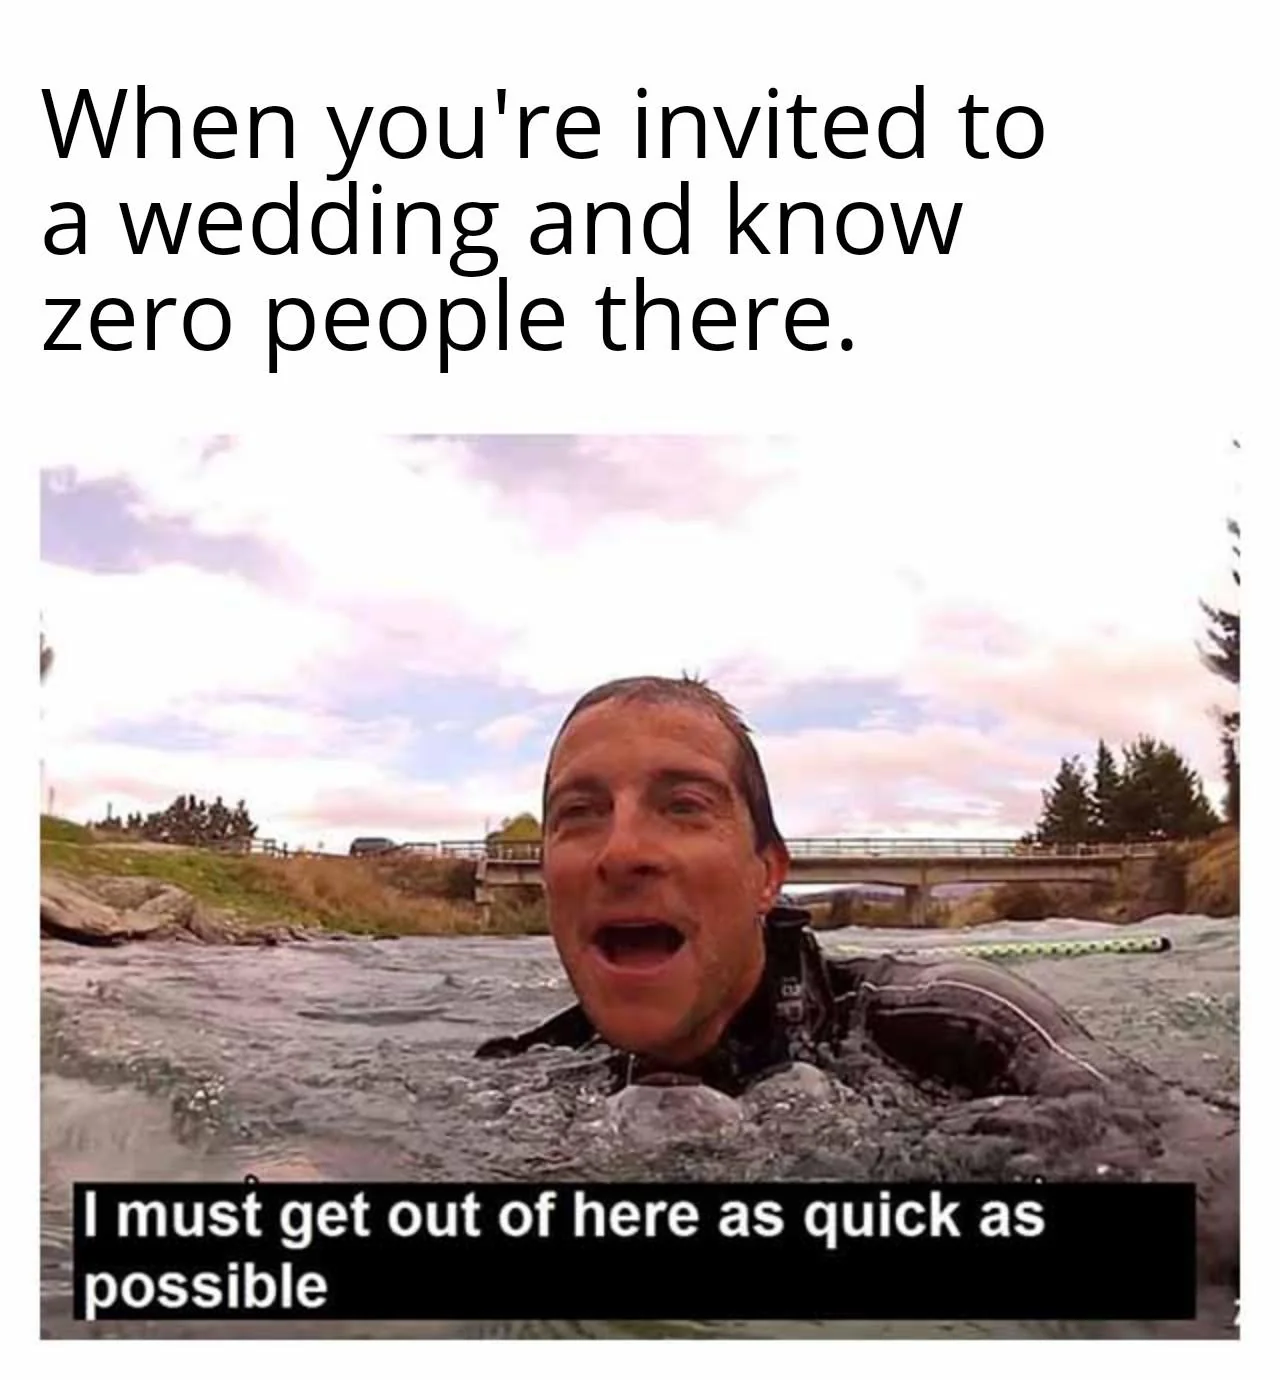 When you're invited to
a wedding and know
zero people there.
I must get out of here as quick as
possible